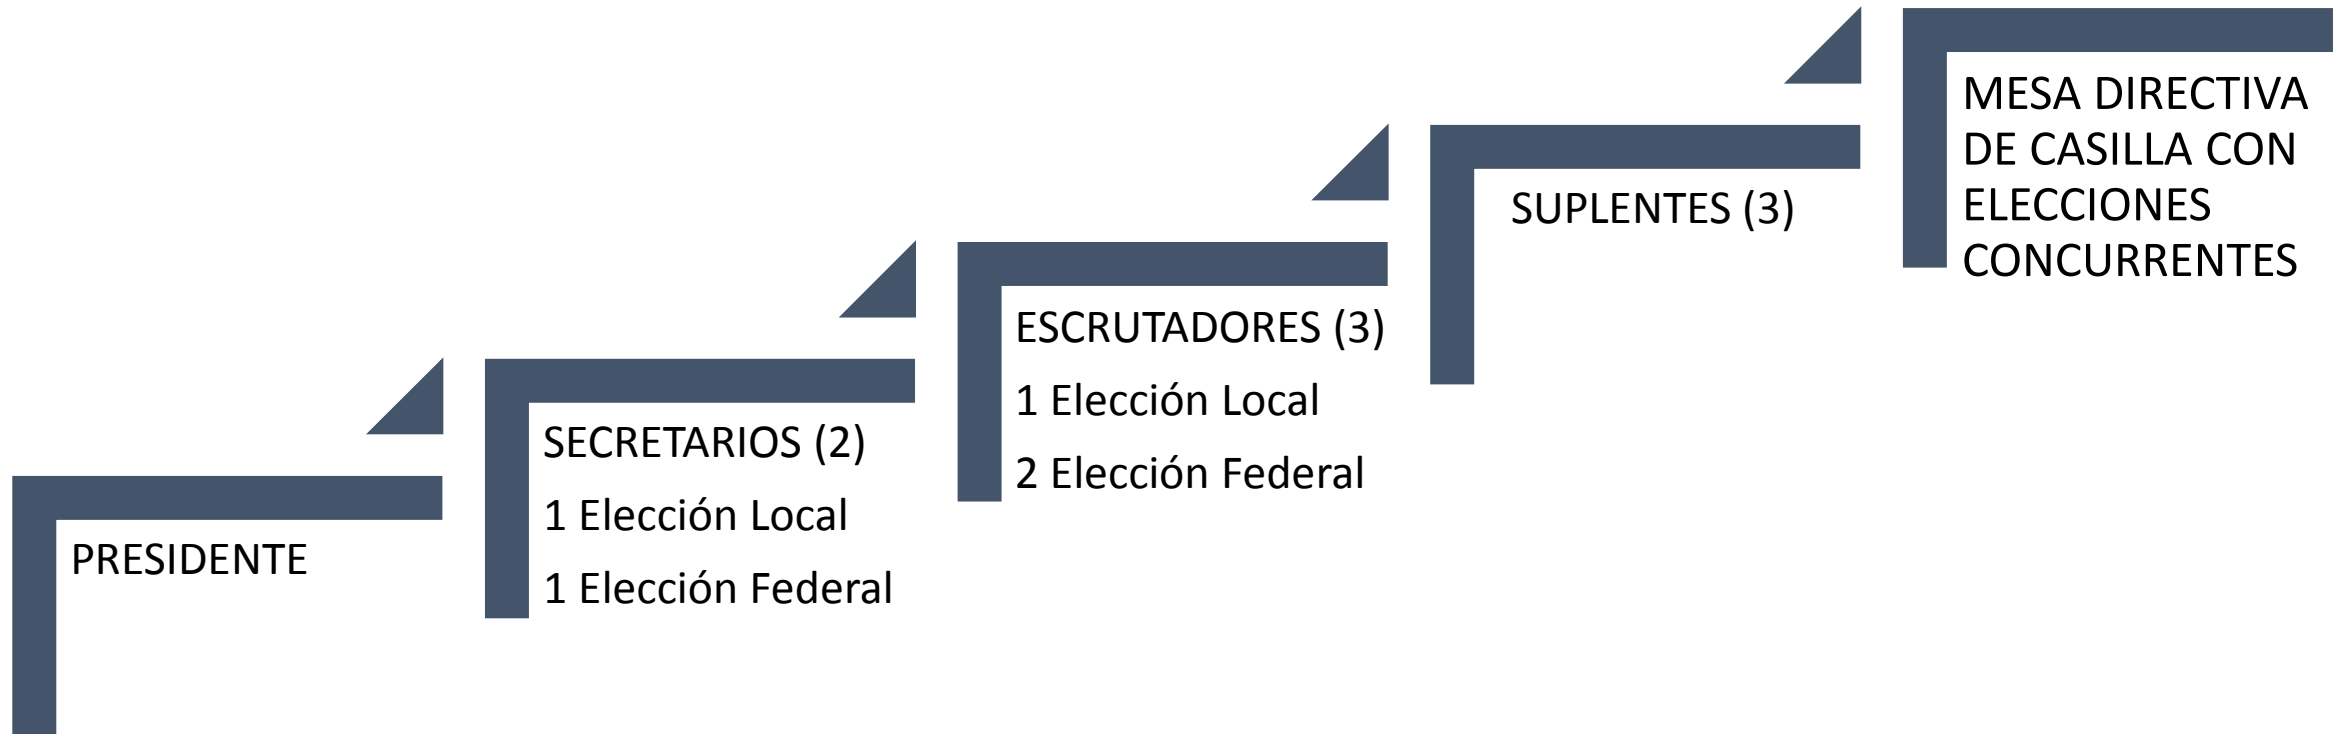 PRESIDENTE
SECRETARIOS (2)
1 Elección Local
1 Elección Federal
ESCRUTADORES (3)
1 Elección Local
2 Elección Federal
SUPLENTES (3)
MESA DIRECTIVA
DE CASILLA CON
ELECCIONES
CONCURRENTES